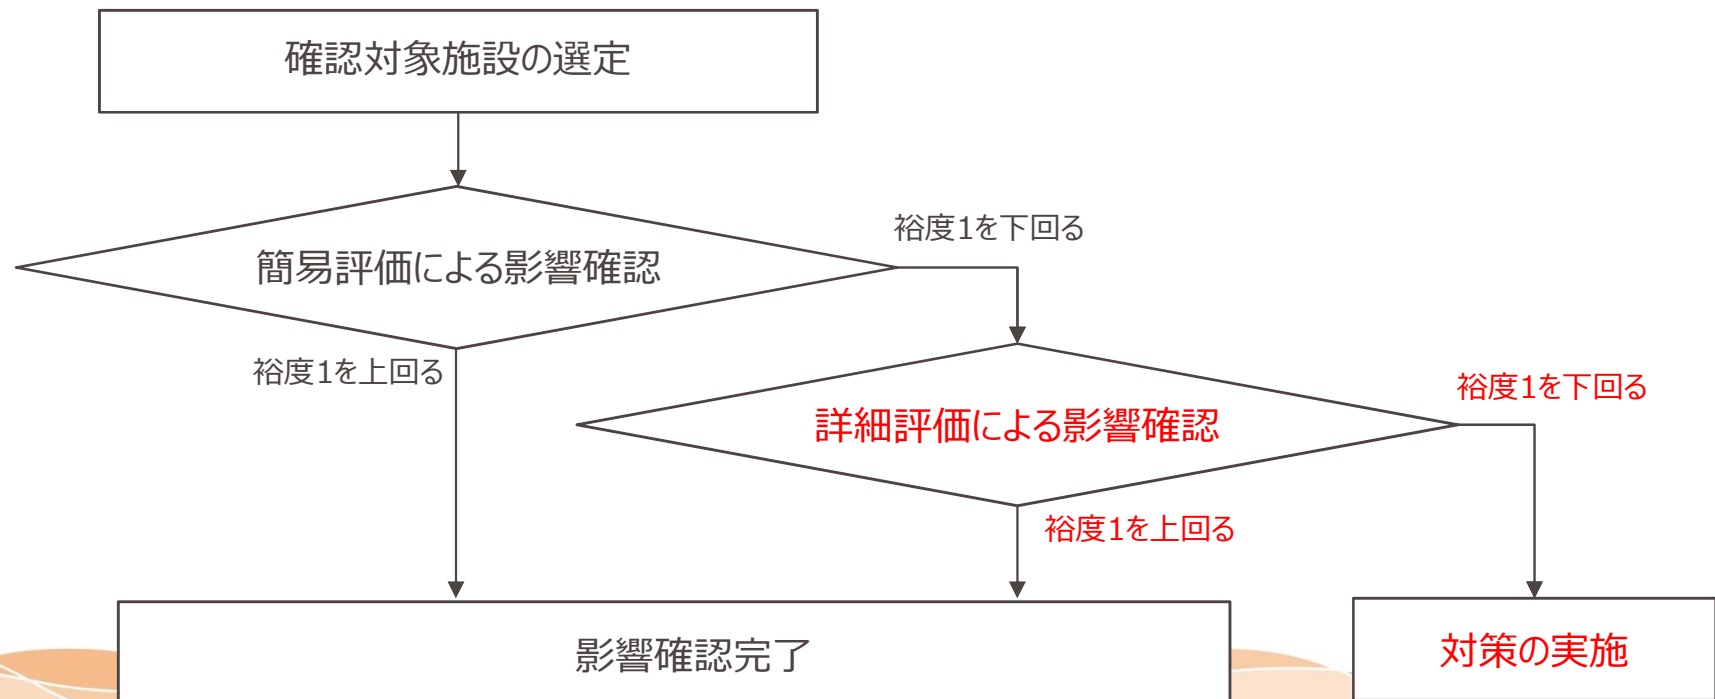 確認対象施設の選定
裕度1を下回る
簡易評価による影響確認
裕度1を上回る
裕度1を下回る
詳細評価による影響確認
裕度1を上回る
影響確認完了
対策の実施